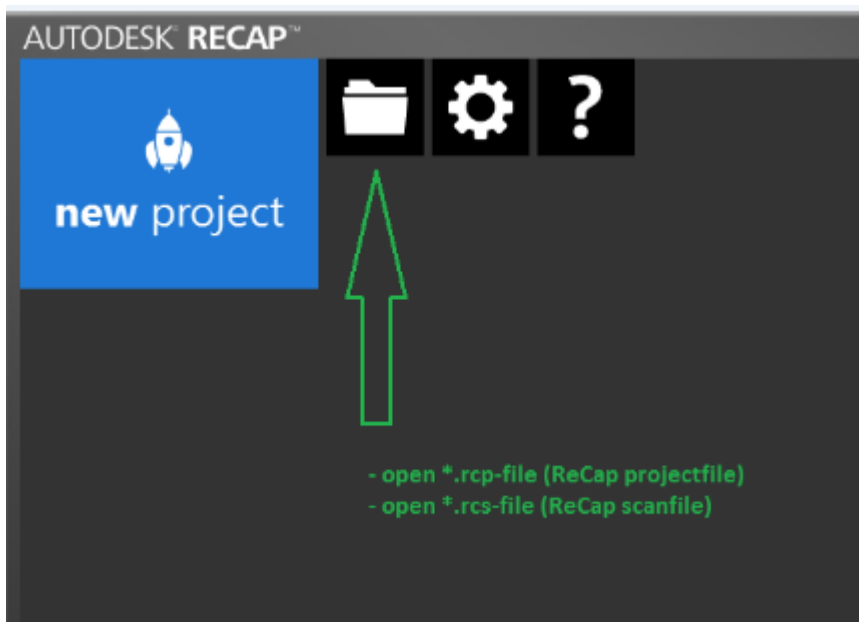 AUTODESK® RECAP™
new project
?
- open *.rcp-file (ReCap projectfile)
- open *.rcs-file (ReCap scanfile)